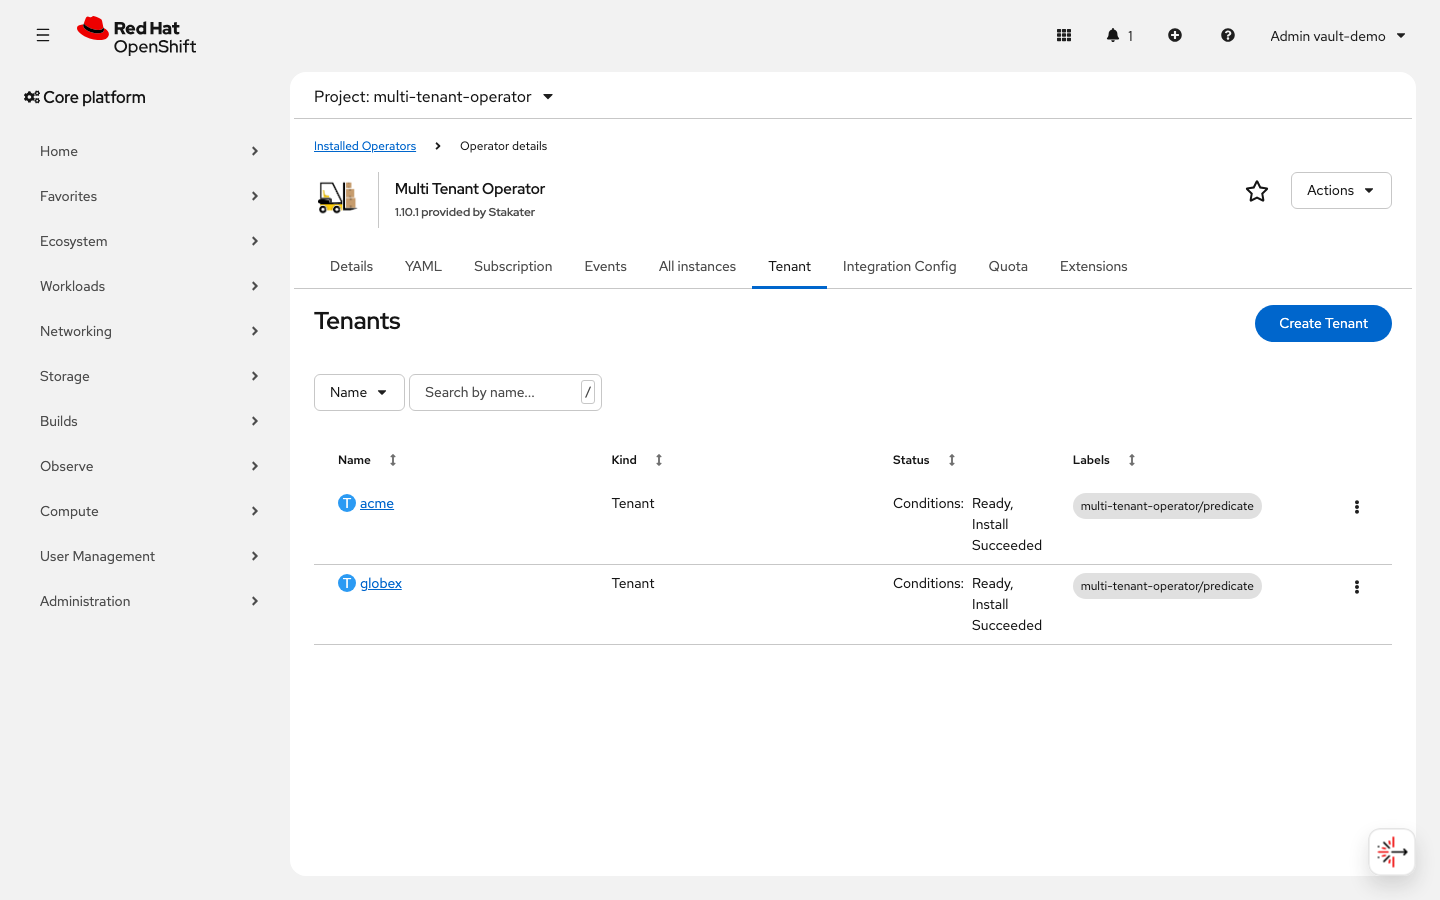 Red Hat
OpenShift
1
Admin vault-demo
Core platform
Home
Favorites
Ecosystem
Workloads
Networking
Storage
Builds
Observe
Compute
User Management
Administration
Project: multi-tenant-operator
Installed Operators
Operator details
Multi Tenant Operator
1.10.1 provided by Stakater
Actions
Details YAML Subscription Events All instances Tenant Integration Config Quota Extensions
Tenants
Create Tenant
Name
Search by name...
/
Name Kind Status Labels
T acme Tenant Conditions: Ready, multi-tenant-operator/predicate
Install
Succeeded
T globex Tenant Conditions: Ready, multi-tenant-operator/predicate
Install
Succeeded